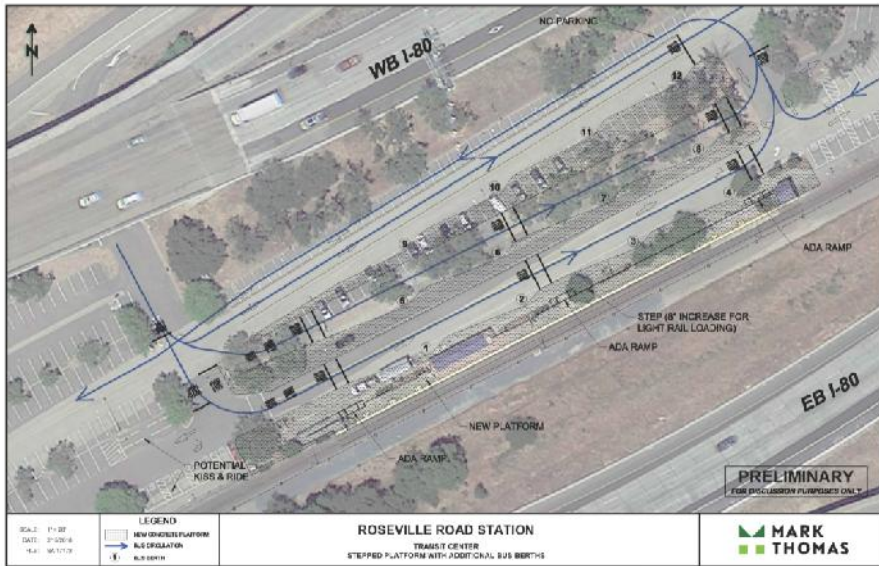 N
WB I-80
NO PARKING
12
11
10
9
8
7
6
5
4
3
2
1
ADA RAMP
STEP (8" INCREASE FOR
LIGHT RAIL LOADING)
ADA RAMP
EB I-80
NEW PLATFORM
ADA RAMP
POTENTIAL
KISS & RIDE
PRELIMINARY
FOR DISCUSSION PURPOSES ONLY
SCALE:
DATE:
LEGEND
NEW CONCRETE PLATFORM
BUS CIRCULATION
BUS BERTH
ROSEVILLE ROAD STATION
TRANSIT CENTER
STEPPED PLATFORM WITH ADDITIONAL BUS BERTHS
MARK
THOMAS